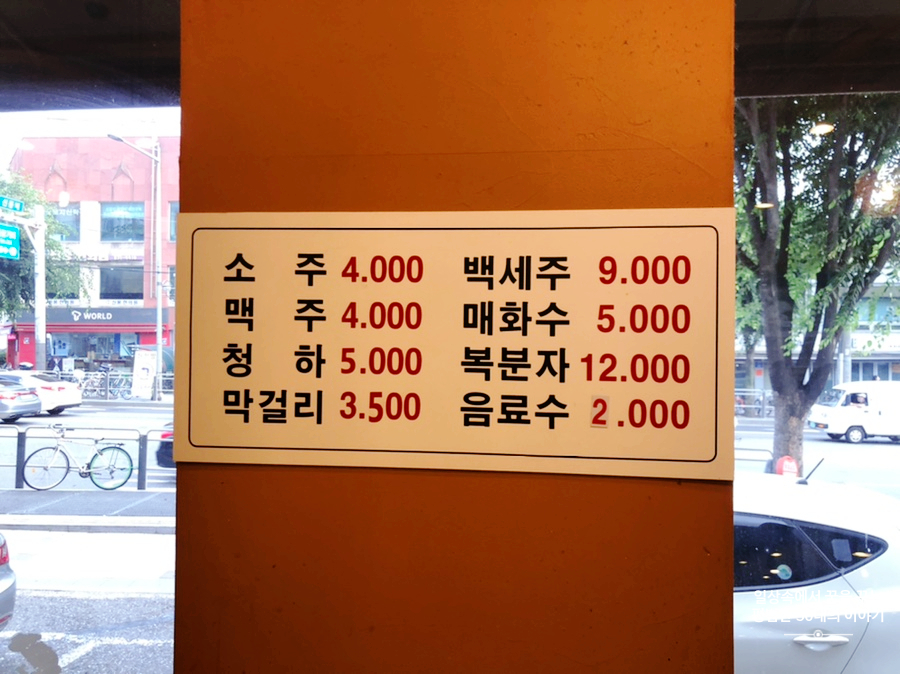 소 주 4.000 백세주 9.000
맥 주 4.000 매화수 5.000
청 하 5.000 복분자 12.000
막걸리 3.500 음료수 2.000
T WORLD